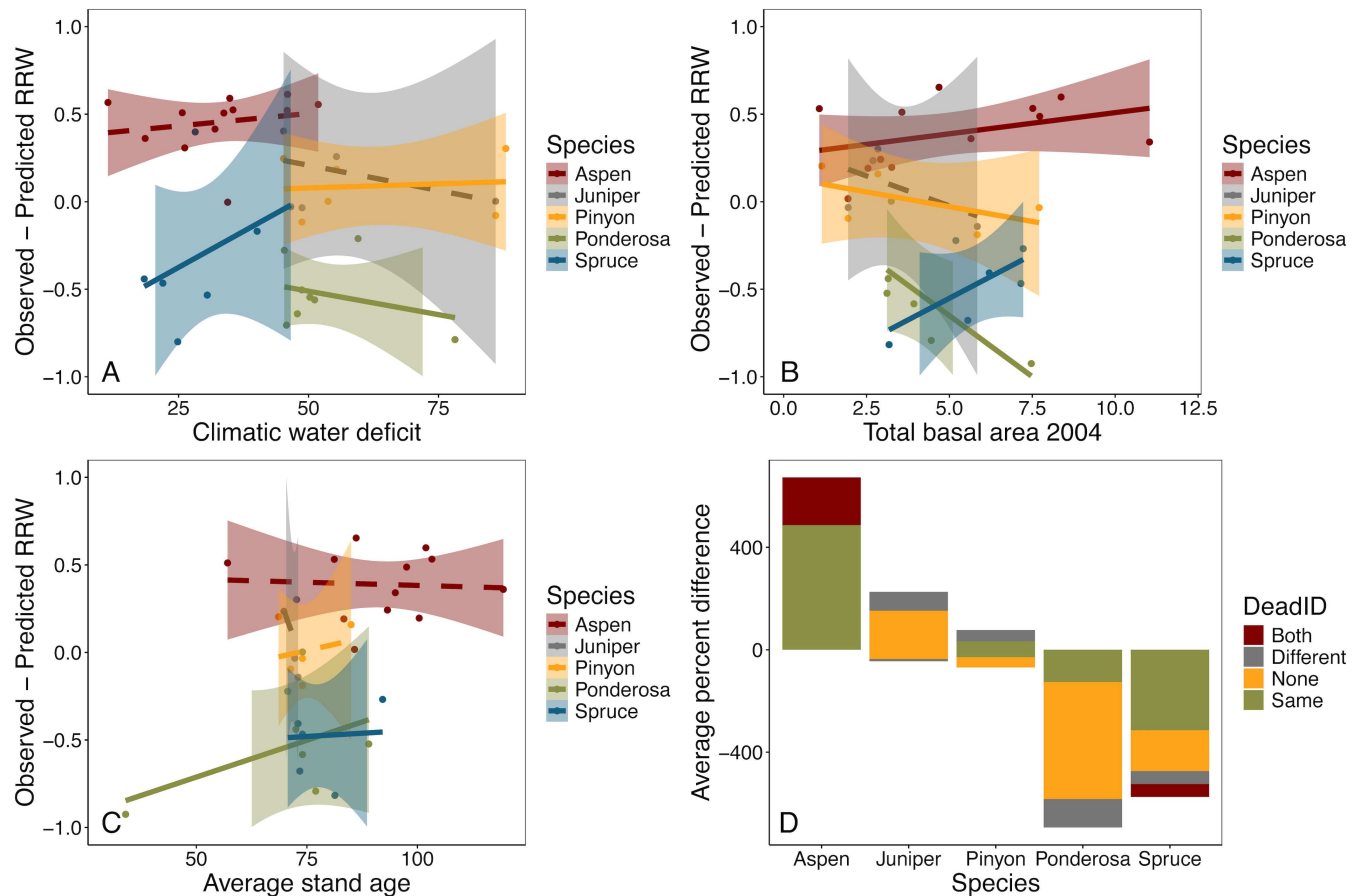 Observed − Predicted RRW
1.0
0.5
0.0
−0.5
−1.0
A
25 50 75
Climatic water deficit
Species
Aspen
Juniper
Pinyon
Ponderosa
Spruce
Observed − Predicted RRW
1.0
0.5
0.0
−0.5
−1.0
B
0.0 2.5 5.0 7.5 10.0 12.5
Total basal area 2004
Species
Aspen
Juniper
Pinyon
Ponderosa
Spruce
Observed − Predicted RRW
1.0
0.5
0.0
−0.5
−1.0
C
50 75 100
Average stand age
Species
Aspen
Juniper
Pinyon
Ponderosa
Spruce
Average percent difference
400
0
−400
D
Aspen Juniper Pinyon Ponderosa Spruce
Species
DeadID
Both
Different
None
Same